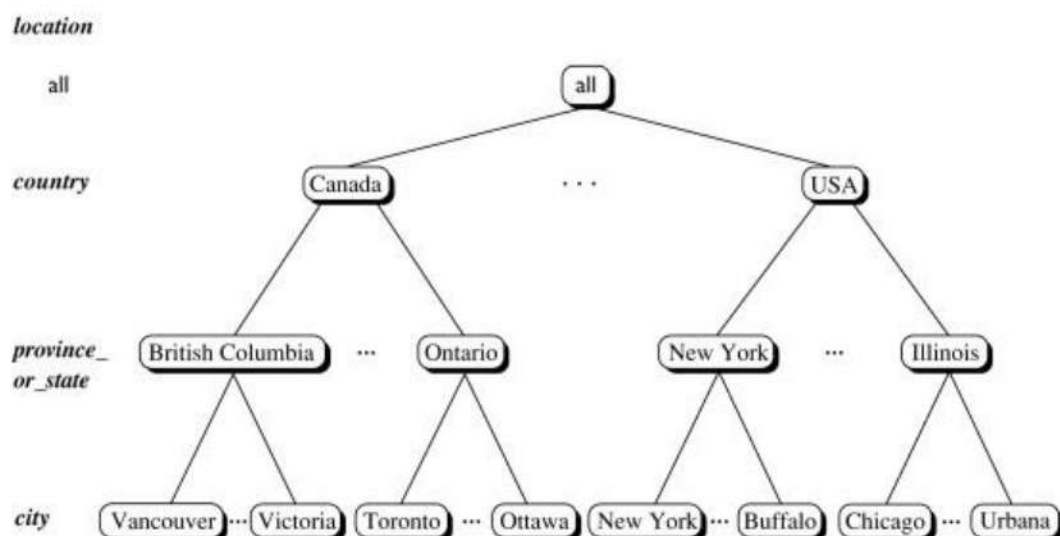 location
all all
country Canada . . . USA
province_ British Columbia ... Ontario New York ... Illinois
or_state
city Vancouver ... Victoria Toronto ... Ottawa New York ... Buffalo Chicago ... Urbana